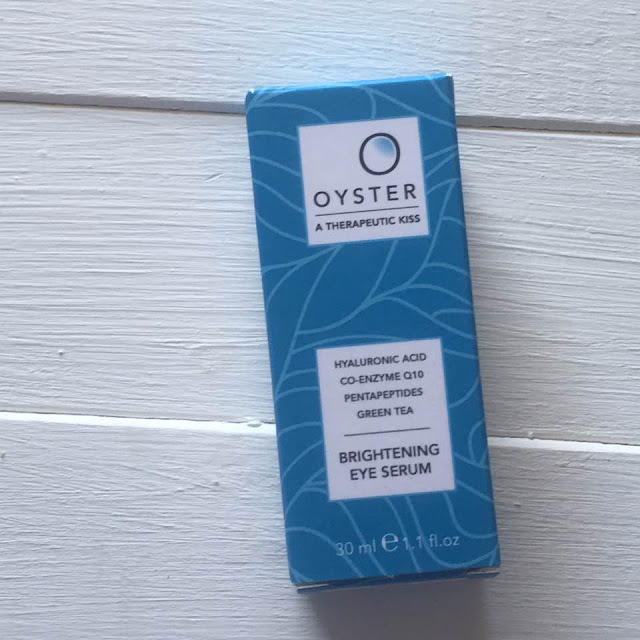 OYSTER
A THERAPEUTIC KISS
HYALURONIC ACID
CO-ENZYME Q10
PENTAPEPTIDES
GREEN TEA
BRIGHTENING
EYE SERUM
30 ml ℮ 1.1 fl.oz